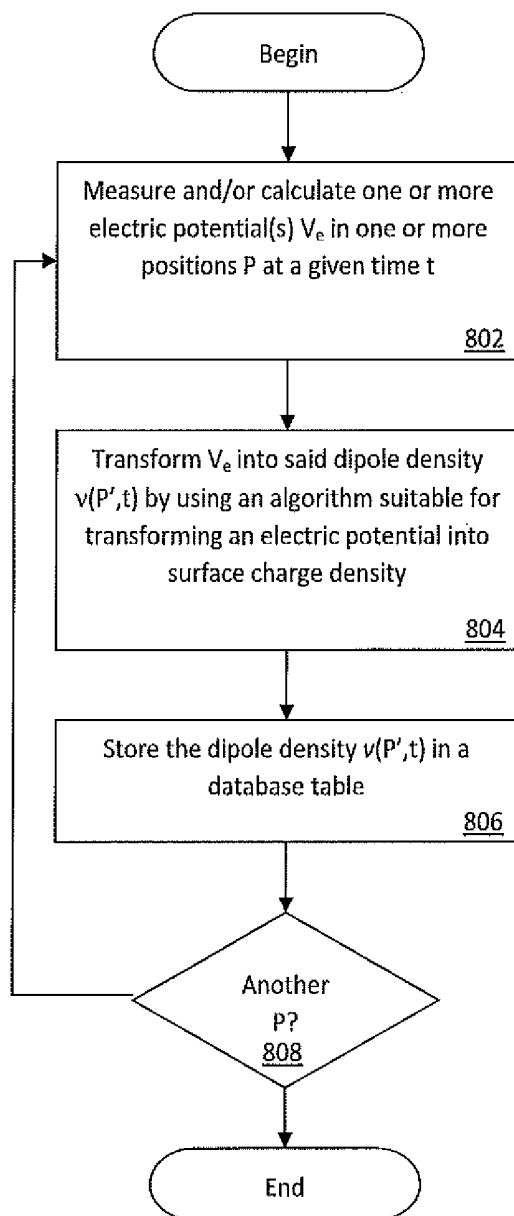 Begin
Measure and/or calculate one or more
electric potential(s) Vₑ in one or more
positions P at a given time t
802
Transform Vₑ into said dipole density
ν(P',t) by using an algorithm suitable for
transforming an electric potential into
surface charge density
804
Store the dipole density ν(P',t) in a
database table
806
Another
P?
808
End